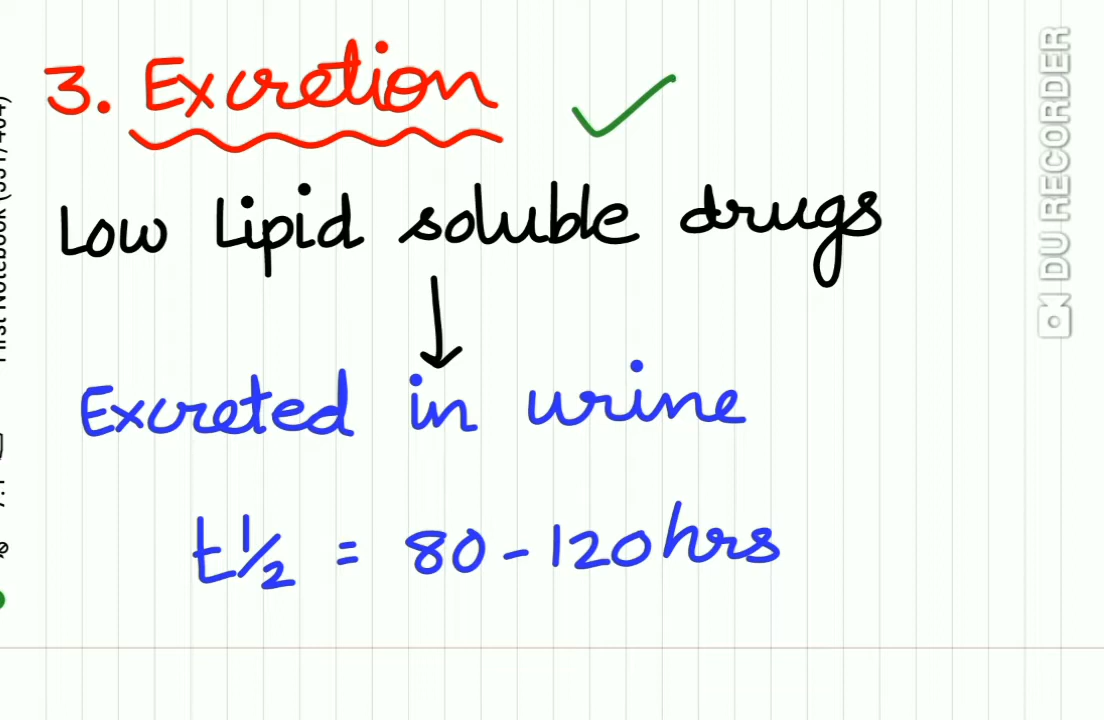 3. Excretion
Low lipid soluble drugs
Excreted in urine
t1/2 = 80-120hrs
DU RECORDER